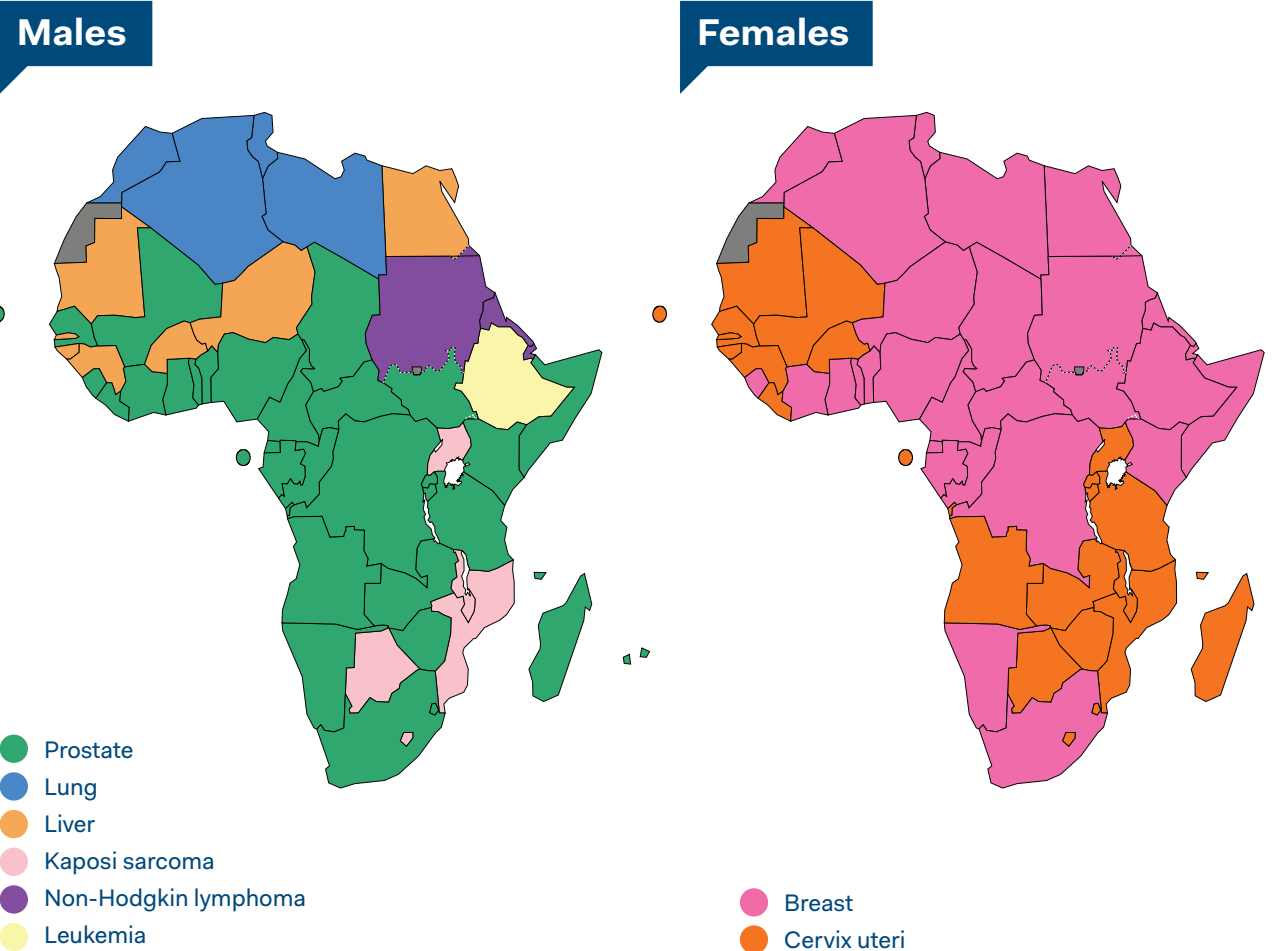 Males
Females
Prostate
Lung
Liver
Kaposi sarcoma
Non-Hodgkin lymphoma
Leukemia
Breast
Cervix uteri